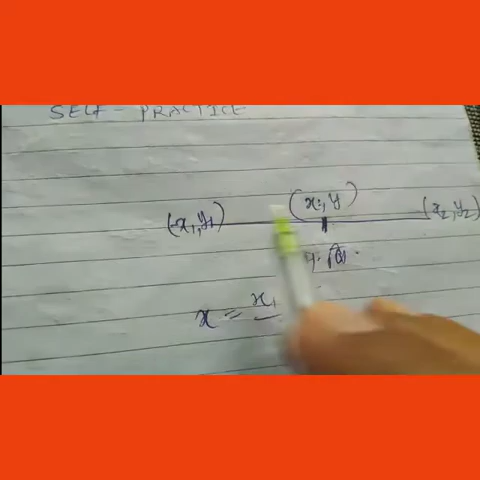 SELF - PRACTICE
(x, y)
(x₁, y₁) (x₂, y₂)
x = x₁